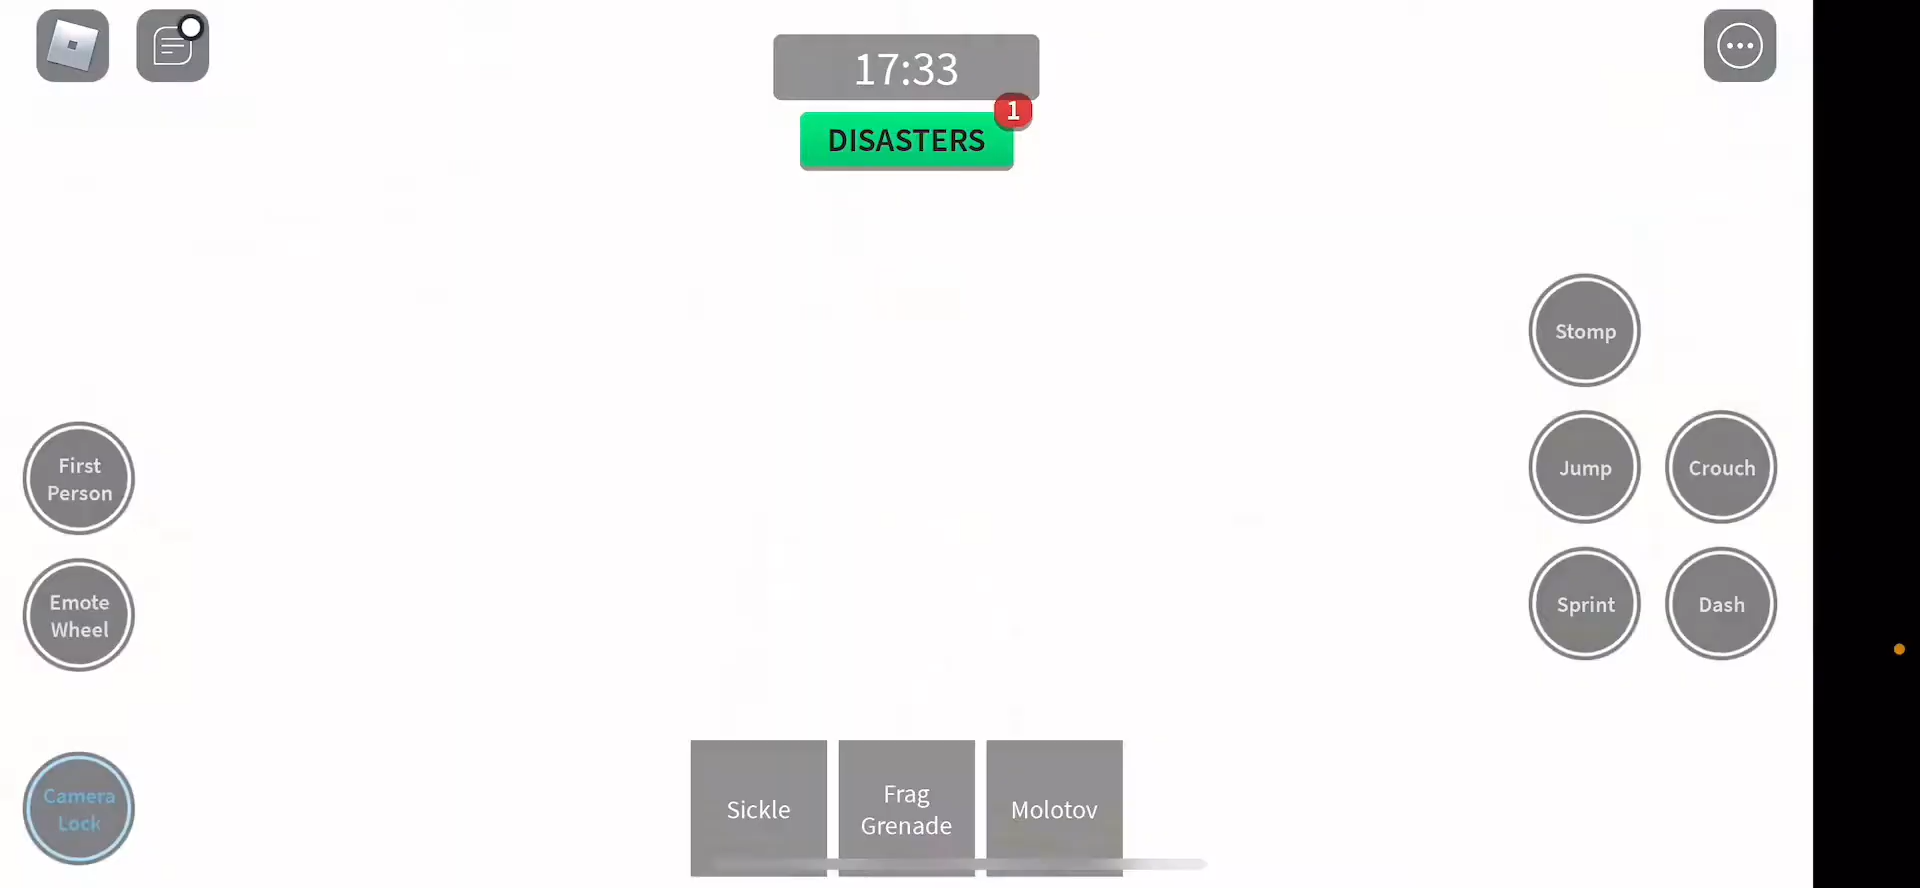 17:33
1
DISASTERS
Stomp
First
Person
Jump
Crouch
Emote
Wheel
Sprint
Dash
Camera
Lock
Sickle
Frag
Grenade
Molotov